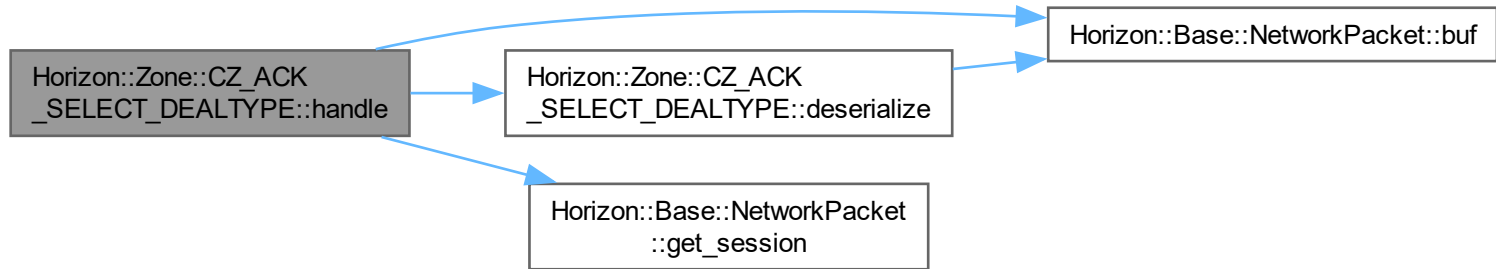 Horizon::Zone::CZ_ACK
_SELECT_DEALTYPE::handle
Horizon::Base::NetworkPacket::buf
Horizon::Zone::CZ_ACK
_SELECT_DEALTYPE::deserialize
Horizon::Base::NetworkPacket
::get_session